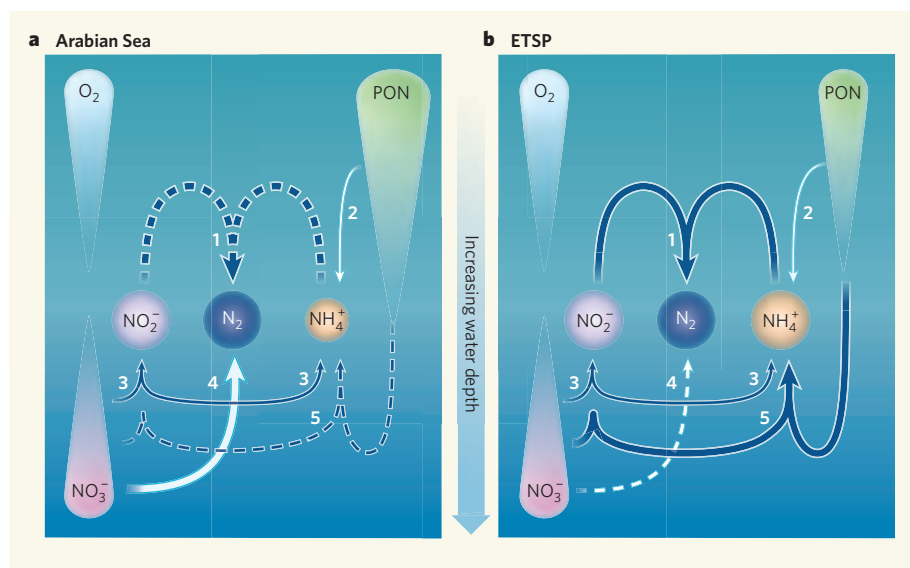 a Arabian Sea
O₂
PON
1
2
NO₂⁻
N₂
NH₄⁺
3
4
3
5
NO₃⁻
Increasing water depth
b ETSP
O₂
PON
1
2
NO₂⁻
N₂
NH₄⁺
3
4
3
5
NO₃⁻